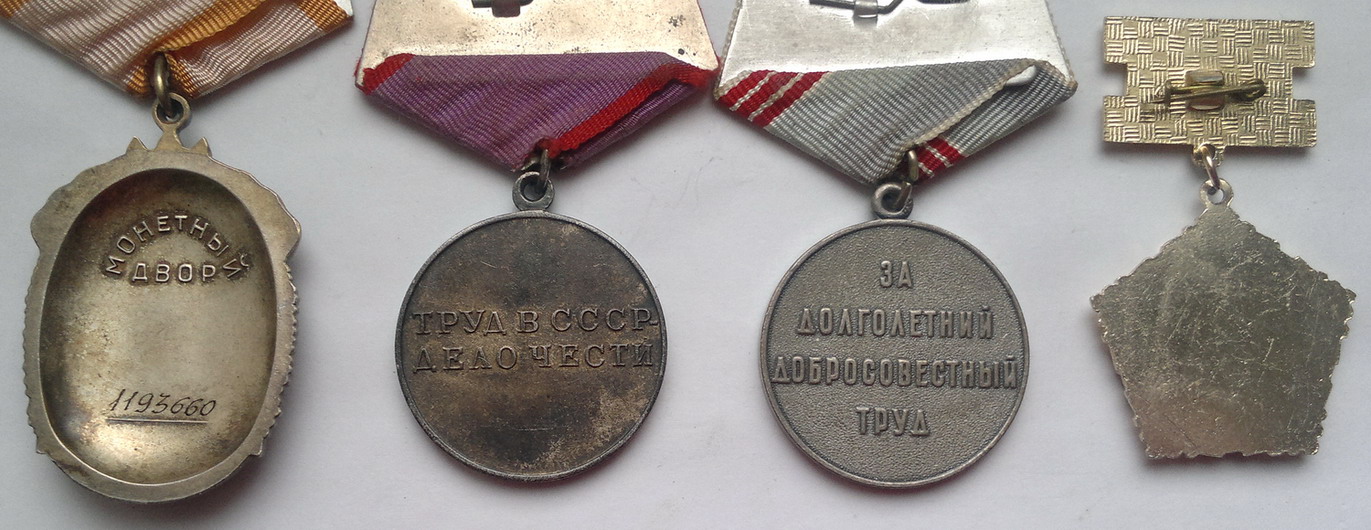 МОНЕТНЫЙ
ДВОР
1193660
ТРУД В СССР-
ДЕЛО ЧЕСТИ
ЗА
ДОЛГОЛЕТНИЙ
ДОБРОСОВЕСТНЫЙ
ТРУД